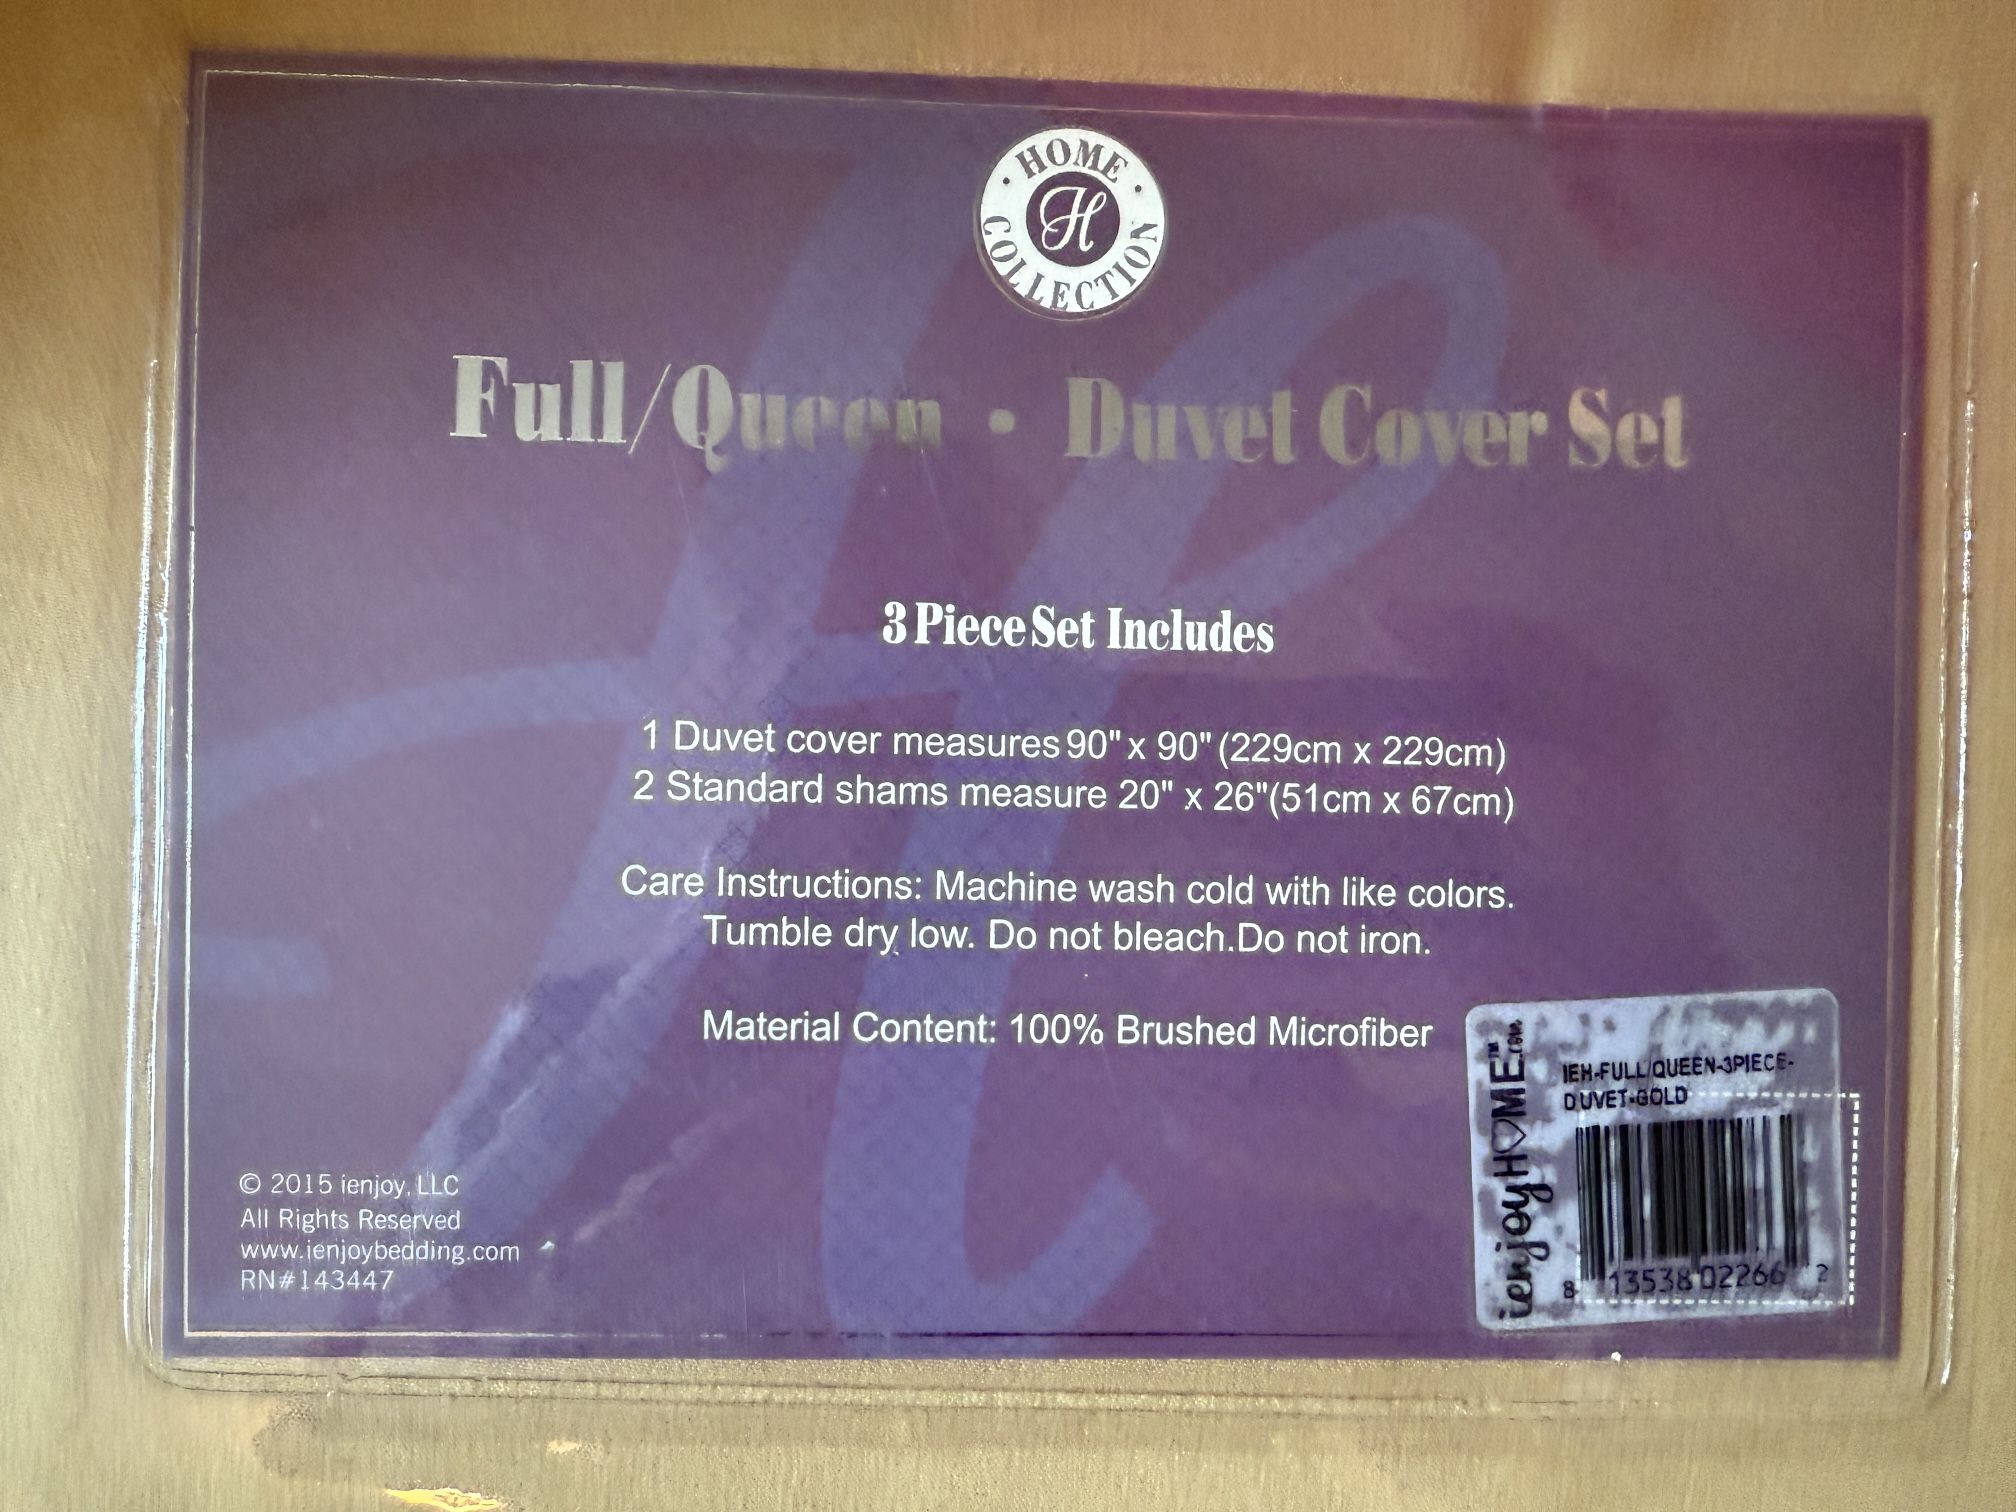 HOME
H
COLLECTION
Full/Queen • Duvet Cover Set
3 Piece Set Includes
1 Duvet cover measures 90" x 90" (229cm x 229cm)
2 Standard shams measure 20" x 26"(51cm x 67cm)
Care Instructions: Machine wash cold with like colors.
Tumble dry low. Do not bleach.Do not iron.
Material Content: 100% Brushed Microfiber
© 2015 ienjoy, LLC
All Rights Reserved
www.ienjoybedding.com
RN#143447
ienjoyHOME.com™
IEH-FULL/QUEEN-3PIECE-
DUVET-GOLD
8 13538 02266 2